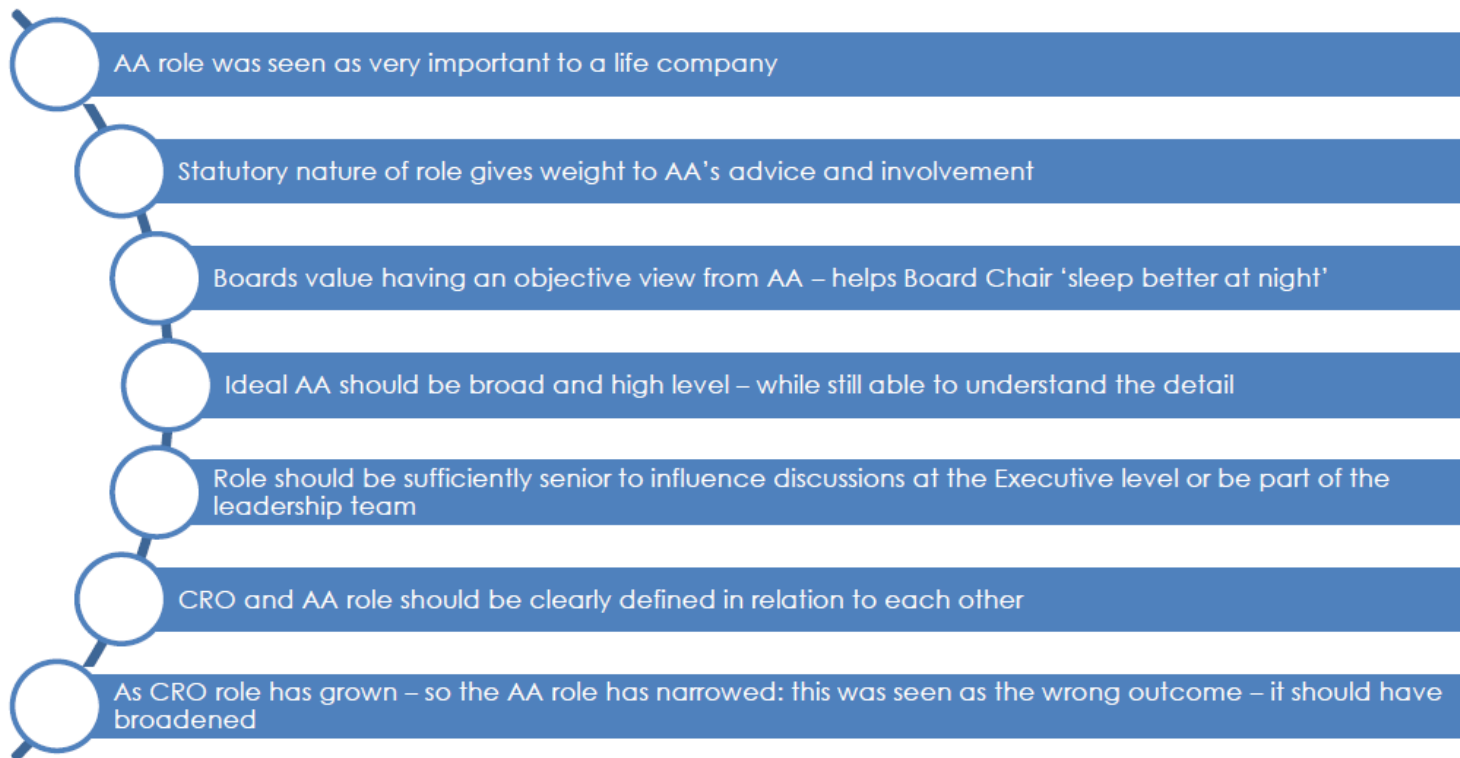 AA role was seen as very important to a life company
Statutory nature of role gives weight to AA’s advice and involvement
Boards value having an objective view from AA – helps Board Chair ‘sleep better at night’
Ideal AA should be broad and high level – while still able to understand the detail
Role should be sufficiently senior to influence discussions at the Executive level or be part of the
leadership team
CRO and AA role should be clearly defined in relation to each other
As CRO role has grown – so the AA role has narrowed: this was seen as the wrong outcome – it should have
broadened